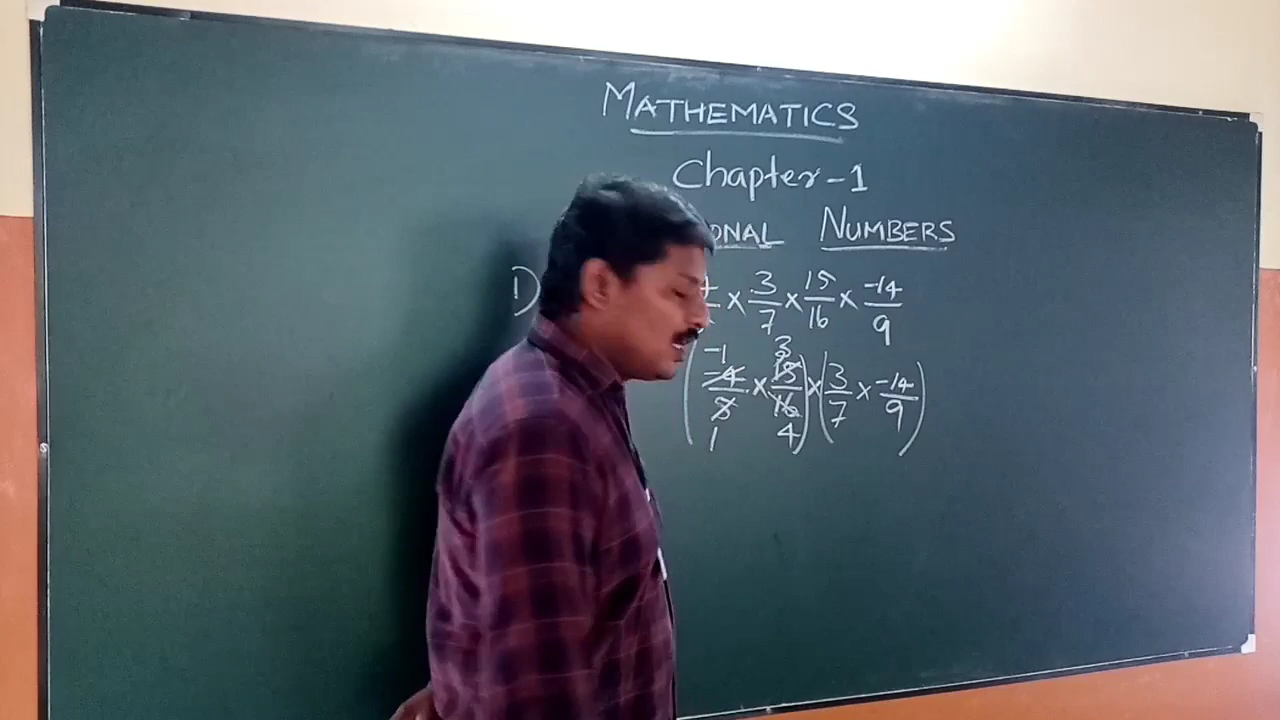 MATHEMATICS
Chapter-1
ONAL NUMBERS
1) × 3/7 × 15/16 × -14/9
(-4/5 × 15/16) × (3/7 × -14/9)
-1 3
1 4